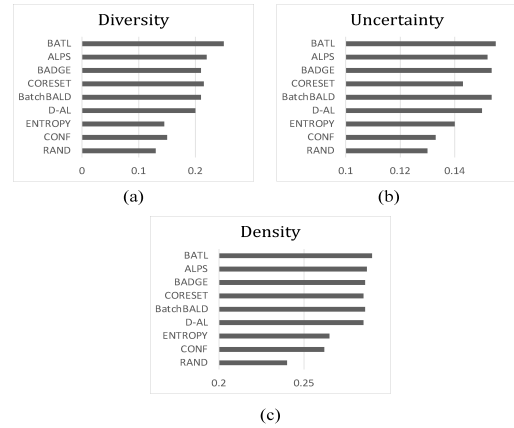 Diversity
BATL
ALPS
BADGE
CORESET
BatchBALD
D-AL
ENTROPY
CONF
RAND
0 0.1 0.2
(a)
Uncertainty
BATL
ALPS
BADGE
CORESET
BatchBALD
D-AL
ENTROPY
CONF
RAND
0.1 0.12 0.14
(b)
Density
BATL
ALPS
BADGE
CORESET
BatchBALD
D-AL
ENTROPY
CONF
RAND
0.2 0.25
(c)